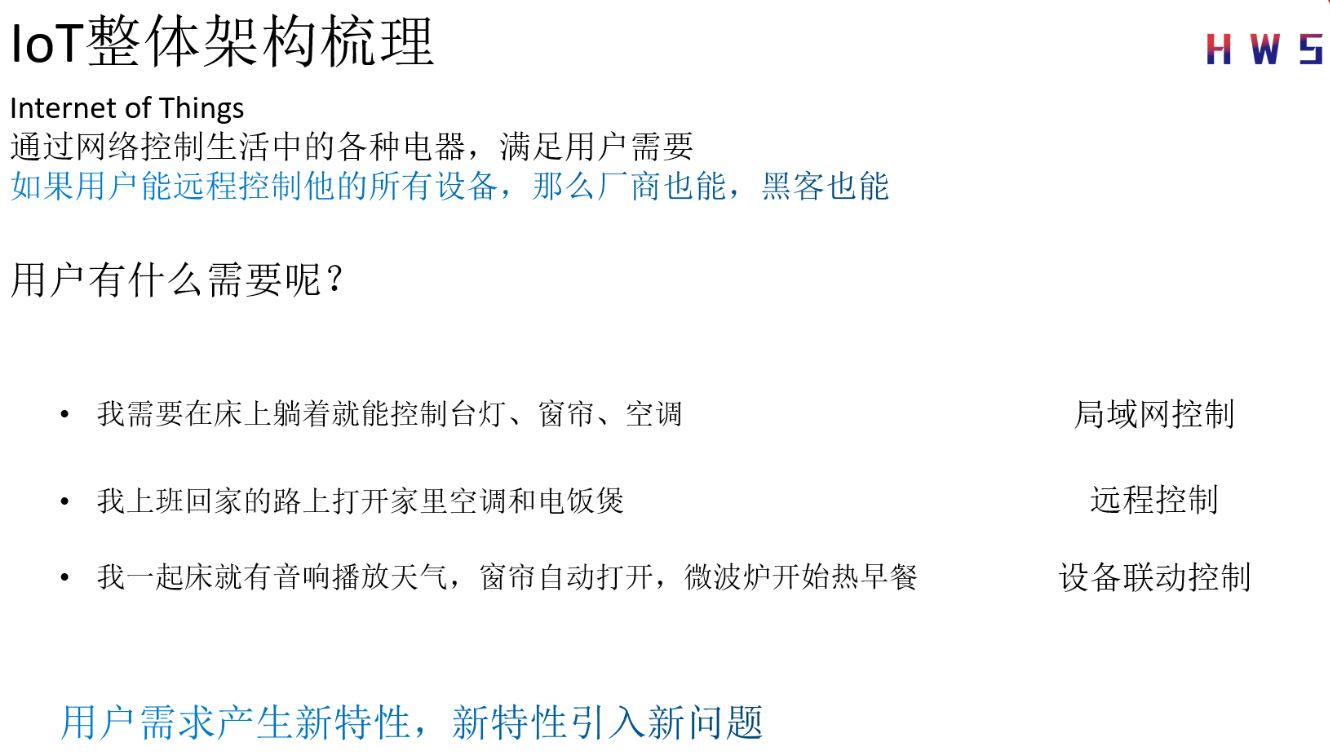 IoT整体架构梳理
HWS
Internet of Things
通过网络控制生活中的各种电器，满足用户需要
如果用户能远程控制他的所有设备，那么厂商也能，黑客也能
用户有什么需要呢？
• 我需要在床上躺着就能控制台灯、窗帘、空调 局域网控制
• 我上班回家的路上打开家里空调和电饭煲 远程控制
• 我一起床就有音响播放天气，窗帘自动打开，微波炉开始热早餐 设备联动控制
用户需求产生新特性，新特性引入新问题